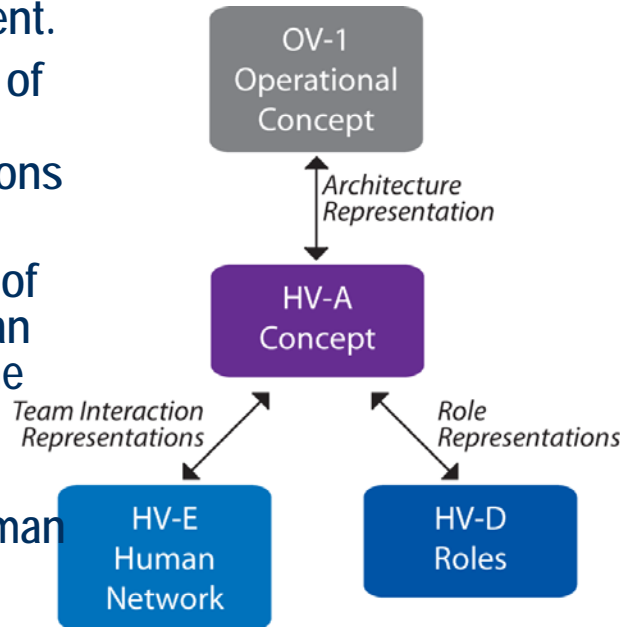 ent.
of
ons
of
an
e
man
OV-1
Operational
Concept
Architecture
Representation
HV-A
Concept
Team Interaction
Representations
Role
Representations
HV-E
Human
Network
HV-D
Roles